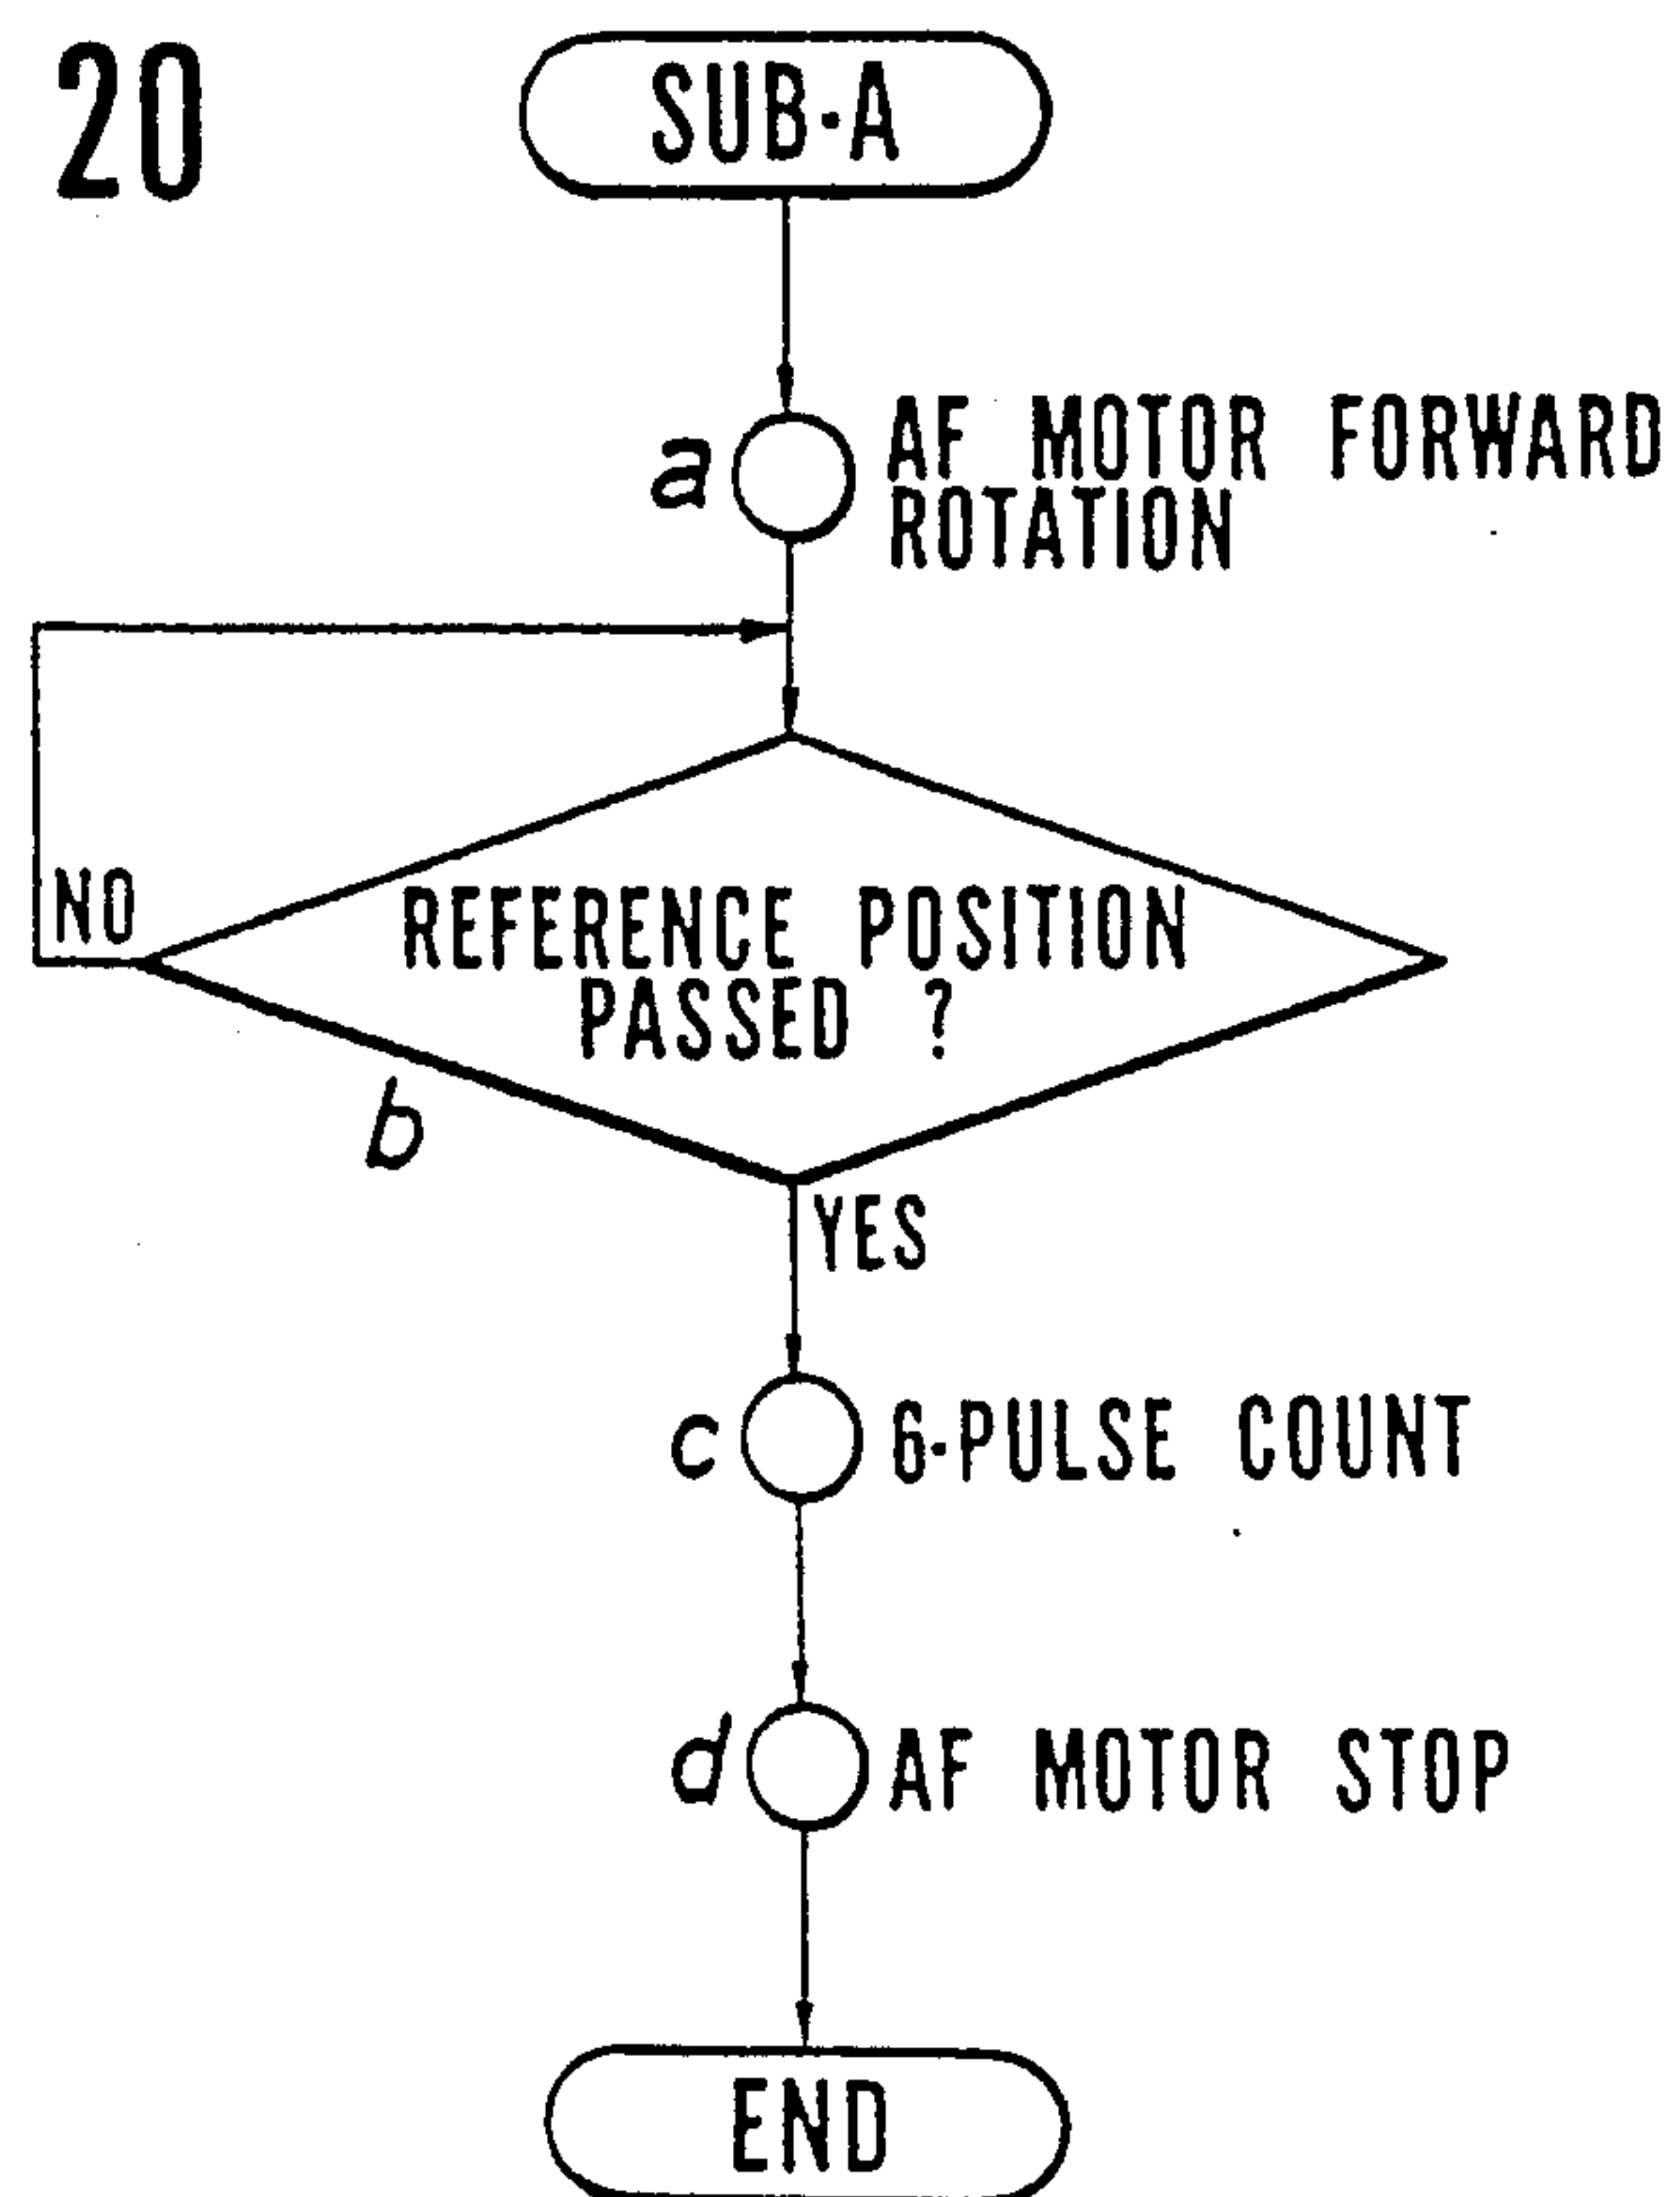 20
SUB·A
a
AF MOTOR FORWARD
ROTATION
NO
REFERENCE POSITION
PASSED ?
b
YES
c
6·PULSE COUNT
d
AF MOTOR STOP
END